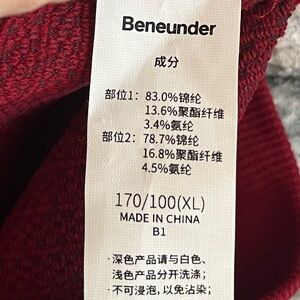 Beneunder
成分
部位1：83.0%锦纶
13.6%聚酯纤维
3.4%氨纶
部位2：78.7%锦纶
16.8%聚酯纤维
4.5%氨纶
170/100(XL)
MADE IN CHINA
B1
·深色产品请与白色、
浅色产品分开洗涤；
·不可浸泡，以免沾染；